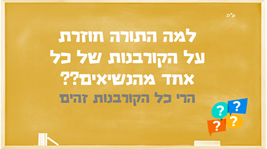 למה התורה חוזרת
על הקורבנות של כל
אחד מהנשיאים??
הרי כל הקורבנות זהים
? ?
? ?